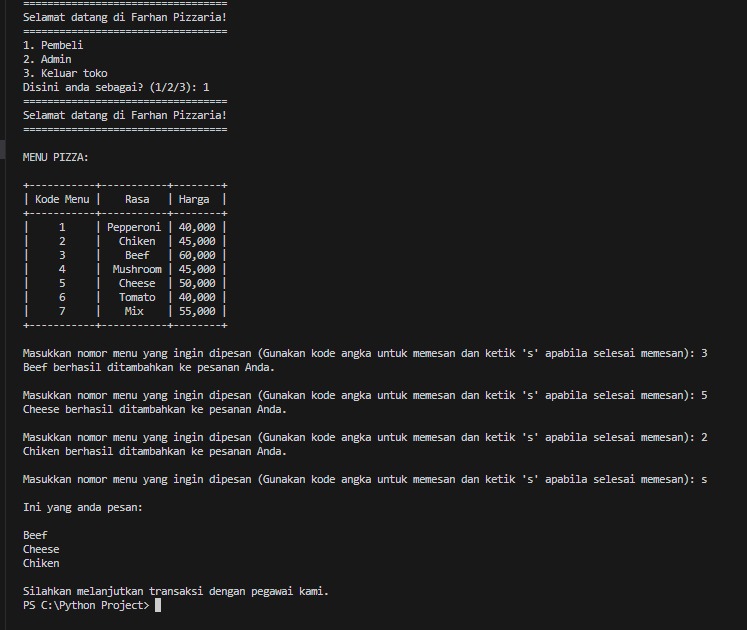 ==================================
Selamat datang di Farhan Pizzaria!
==================================
1. Pembeli
2. Admin
3. Keluar toko
Disini anda sebagai? (1/2/3): 1
==================================
Selamat datang di Farhan Pizzaria!
==================================
MENU PIZZA:
+-----------+-----------+--------+
| Kode Menu |    Rasa   | Harga  |
+-----------+-----------+--------+
|     1     | Pepperoni | 40,000 |
|     2     |   Chiken  | 45,000 |
|     3     |    Beef   | 60,000 |
|     4     |  Mushroom | 45,000 |
|     5     |   Cheese  | 50,000 |
|     6     |   Tomato  | 40,000 |
|     7     |    Mix    | 55,000 |
+-----------+-----------+--------+
Masukkan nomor menu yang ingin dipesan (Gunakan kode angka untuk memesan dan ketik 's' apabila selesai memesan): 3
Beef berhasil ditambahkan ke pesanan Anda.
Masukkan nomor menu yang ingin dipesan (Gunakan kode angka untuk memesan dan ketik 's' apabila selesai memesan): 5
Cheese berhasil ditambahkan ke pesanan Anda.
Masukkan nomor menu yang ingin dipesan (Gunakan kode angka untuk memesan dan ketik 's' apabila selesai memesan): 2
Chiken berhasil ditambahkan ke pesanan Anda.
Masukkan nomor menu yang ingin dipesan (Gunakan kode angka untuk memesan dan ketik 's' apabila selesai memesan): s
Ini yang anda pesan:
Beef
Cheese
Chiken
Silahkan melanjutkan transaksi dengan pegawai kami.
PS C:\Python Project>